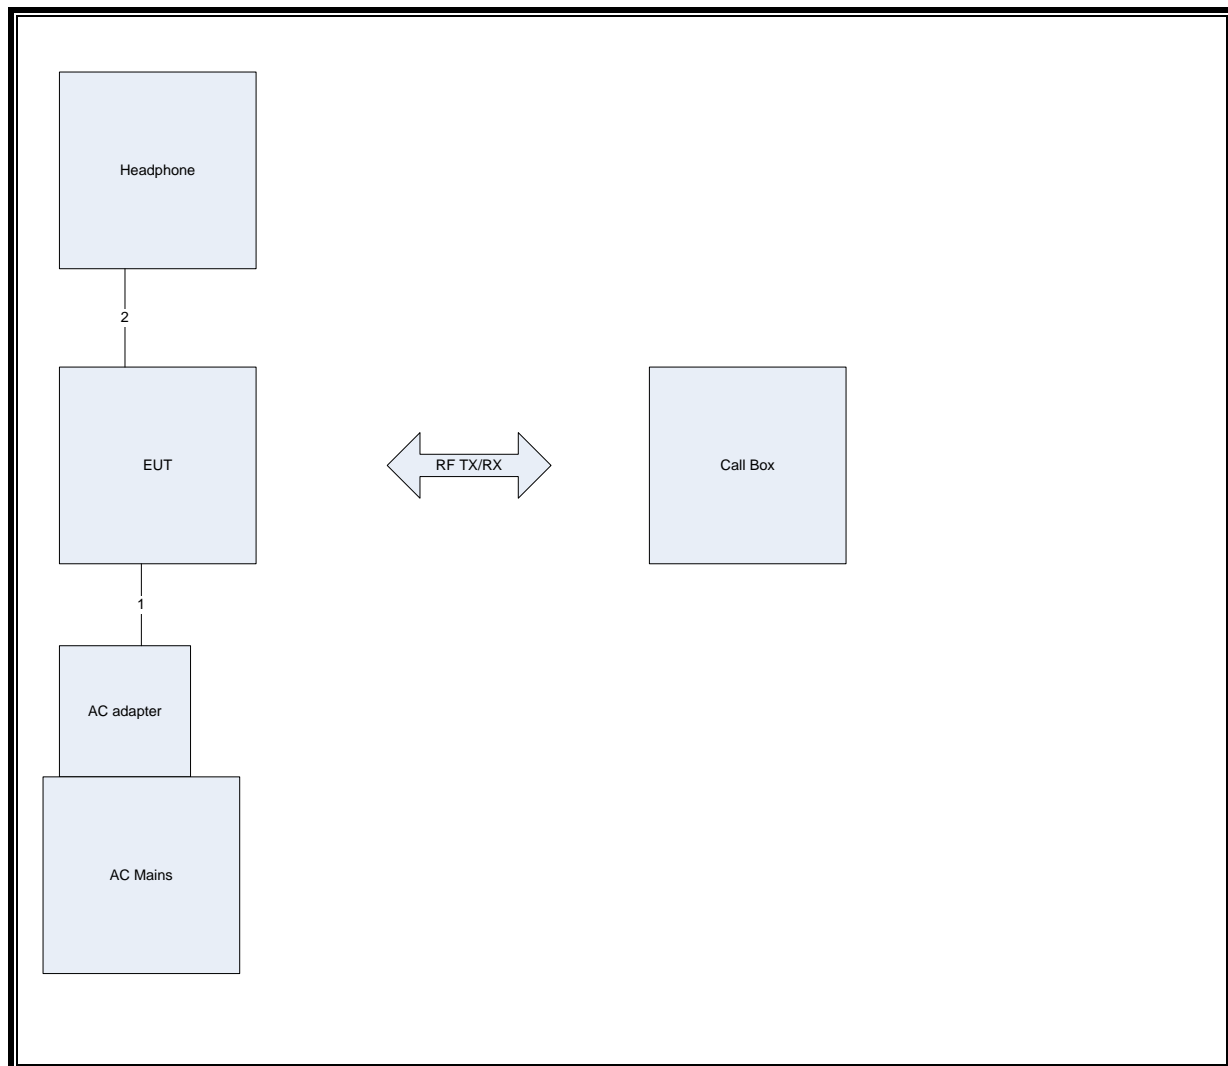 Headphone
2
EUT
RF TX/RX
Call Box
1
AC adapter
AC Mains